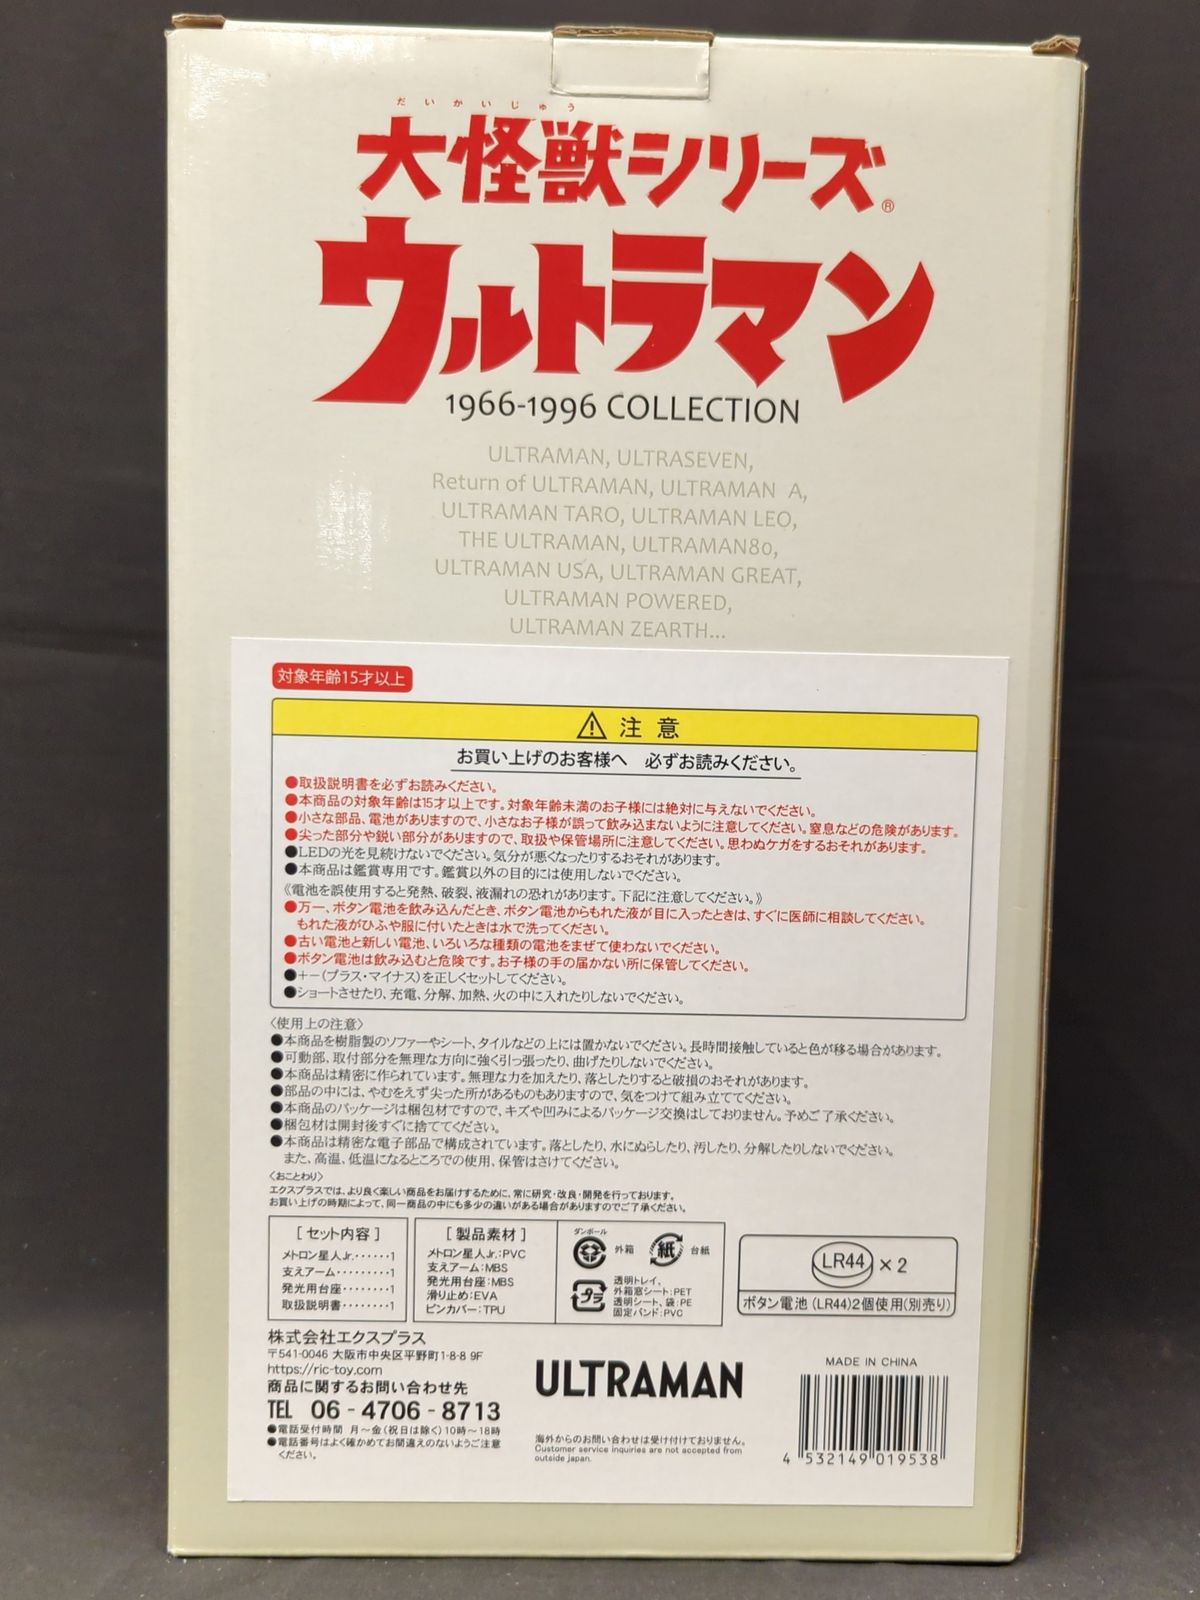 だいかいじゅう
大怪獣シリーズ®
ウルトラマン
1966-1996 COLLECTION
ULTRAMAN, ULTRASEVEN,
Return of ULTRAMAN, ULTRAMAN A,
ULTRAMAN TARO, ULTRAMAN LEO,
THE ULTRAMAN, ULTRAMAN80,
ULTRAMAN USA, ULTRAMAN GREAT,
ULTRAMAN POWERED,
ULTRAMAN ZEARTH...
対象年齢15才以上
⚠ 注 意
お買い上げのお客様へ 必ずお読みください。
●取扱説明書を必ずお読みください。
●本商品の対象年齢は15才以上です。対象年齢未満のお子様には絶対に与えないでください。
●小さな部品、電池がありますので、小さなお子様が誤って飲み込まないように注意してください。窒息などの危険があります。
●尖った部分や鋭い部分がありますので、取扱や保管場所に注意してください。思わぬケガをするおそれがあります。
●LEDの光を見続けないでください。気分が悪くなったりするおそれがあります。
●本商品は鑑賞専用です。鑑賞以外の目的には使用しないでください。
《電池を誤使用すると発熱、破裂、液漏れの恐れがあります。下記に注意してください。》
●万一、ボタン電池を飲み込んだとき、ボタン電池からもれた液が目に入ったときは、すぐに医師に相談してください。
もれた液がひふや服に付いたときは水で洗ってください。
●古い電池と新しい電池、いろいろな種類の電池をまぜて使わないでください。
●ボタン電池は飲み込むと危険です。お子様の手の届かない所に保管してください。
●+-(プラス・マイナス)を正しくセットしてください。
●ショートさせたり、充電、分解、加熱、火の中に入れたりしないでください。
〈使用上の注意〉
●本商品を樹脂製のソファーやシート、タイルなどの上には置かないでください。長時間接触していると色が移る場合があります。
●可動部、取付部分を無理な方向に強く引っ張ったり、曲げたりしないでください。
●本商品は精密に作られています。無理な力を加えたり、落としたりすると破損のおそれがあります。
●部品の中には、やむをえず尖った所があるものもありますので、気をつけて組み立ててください。
●本商品のパッケージは梱包材ですので、キズや凹みによるパッケージ交換はしておりません。予めご了承ください。
●梱包材は開封後すぐに捨ててください。
●本商品は精密な電子部品で構成されています。落としたり、水にぬらしたり、汚したり、分解したりしないでください。
また、高温、低温になるところでの使用、保管はさけてください。
〈おことわり〉
エクスプラスでは、より良く楽しい商品をお届けするために、常に研究・改良・開発を行っております。
お買い上げの時期によって、同一商品の中にも多少の違いがある場合がありますのでご了承ください。
[セット内容]
メトロン星人Jr.‥‥‥1
支えアーム‥‥‥‥1
発光用台座‥‥‥‥1
取扱説明書‥‥‥‥1
[製品素材]
メトロン星人Jr.:PVC
支えアーム:MBS
発光用台座:MBS
滑り止め:EVA
ピンカバー:TPU
ダンボール
外箱
紙
台紙
プラ
透明トレイ、
外箱窓シート:PET
透明シート、袋:PE
固定バンド:PVC
LR44 ×2
ボタン電池(LR44)2個使用(別売り)
株式会社エクスプラス
〒541-0046 大阪市中央区平野町1-8-8 9F
https://ric-toy.com
商品に関するお問い合わせ先
TEL 06-4706-8713
●電話受付時間 月~金(祝日は除く)10時~18時
●電話番号はよく確かめてお間違えのないようご注意
ください。
ULTRAMAN
海外からのお問い合わせは受け付けておりません。
Customer service inquiries are not accepted from
outside japan.
MADE IN CHINA
4 532149 019538